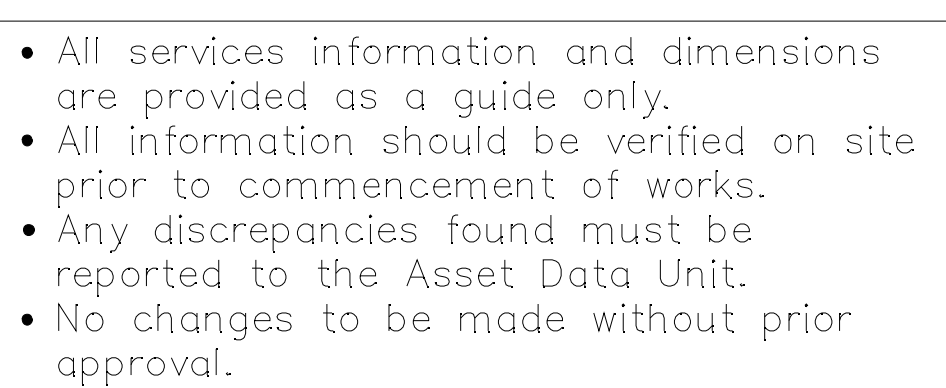 • All services information and dimensions
are provided as a guide only.
• All information should be verified on site
prior to commencement of works.
• Any discrepancies found must be
reported to the Asset Data Unit.
• No changes to be made without prior
approval.